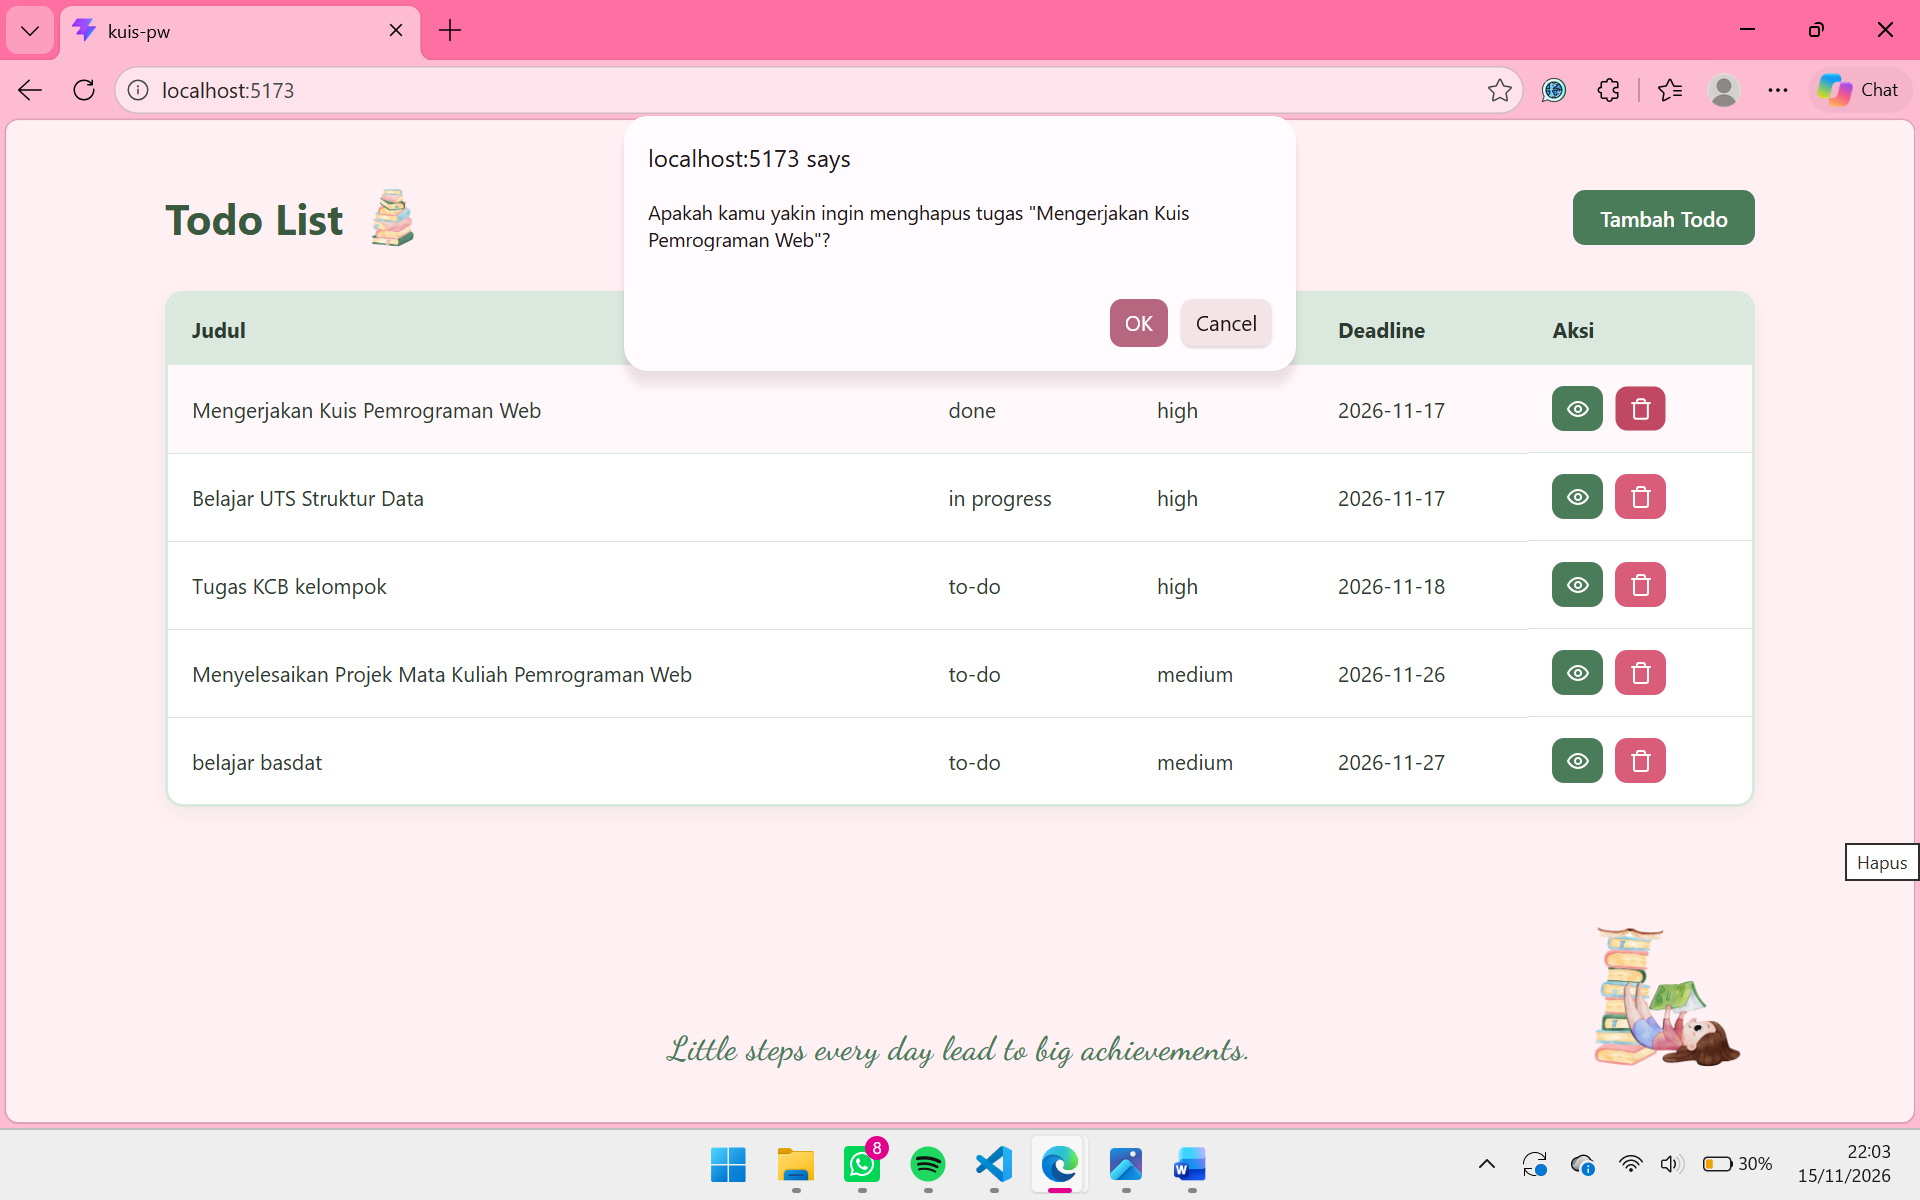 kuis-pw
localhost:5173
Chat
localhost:5173 says
Apakah kamu yakin ingin menghapus tugas "Mengerjakan Kuis
Pemrograman Web"?
OK Cancel
Todo List
Tambah Todo
Judul Deadline Aksi
Mengerjakan Kuis Pemrograman Web done high 2026-11-17
Belajar UTS Struktur Data in progress high 2026-11-17
Tugas KCB kelompok to-do high 2026-11-18
Menyelesaikan Projek Mata Kuliah Pemrograman Web to-do medium 2026-11-26
belajar basdat to-do medium 2026-11-27
Hapus
Little steps every day lead to big achievements.
8
W
30%
22:03
15/11/2026